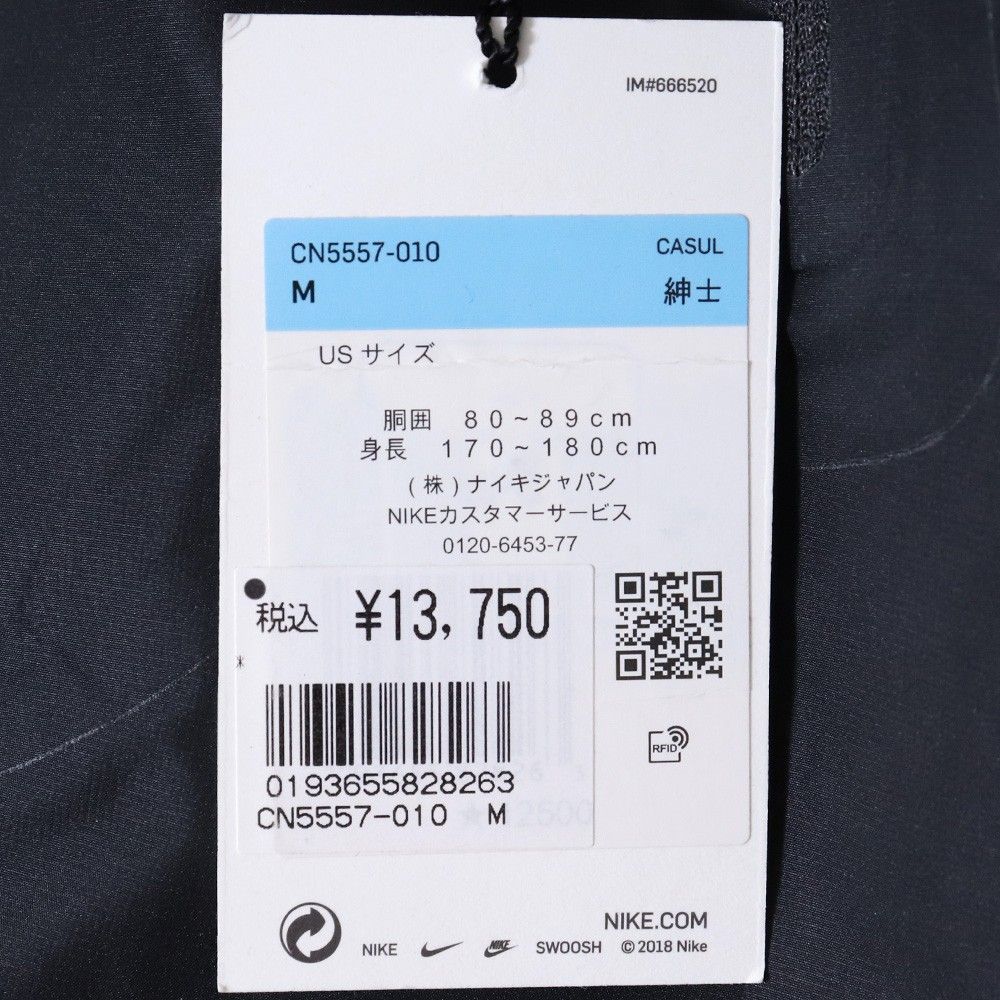 IM#666520
CN5557-010 CASUL
M 紳士
US サイズ
胴囲 80~89cm
身長 170~180cm
(株)ナイキジャパン
NIKEカスタマーサービス
0120-6453-77
税込 ¥13,750
*
0193655828263
CN5557-010 M
RFID
NIKE.COM
NIKE NIKE SWOOSH ©2018 Nike